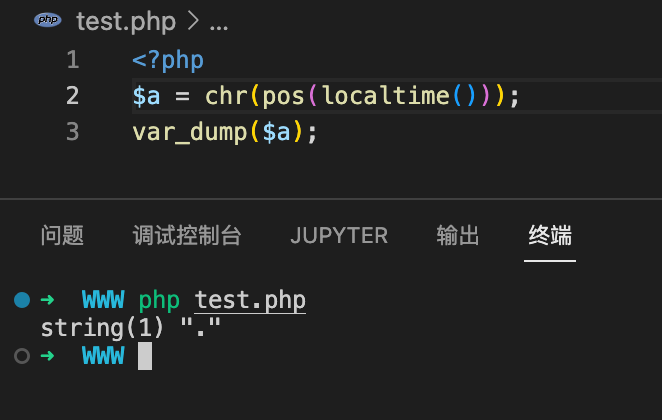 php test.php > ...
1 <?php
2 $a = chr(pos(localtime()));
3 var_dump($a);
问题 调试控制台 JUPYTER 输出 终端
➜ WWW php test.php
string(1) "."
➜ WWW